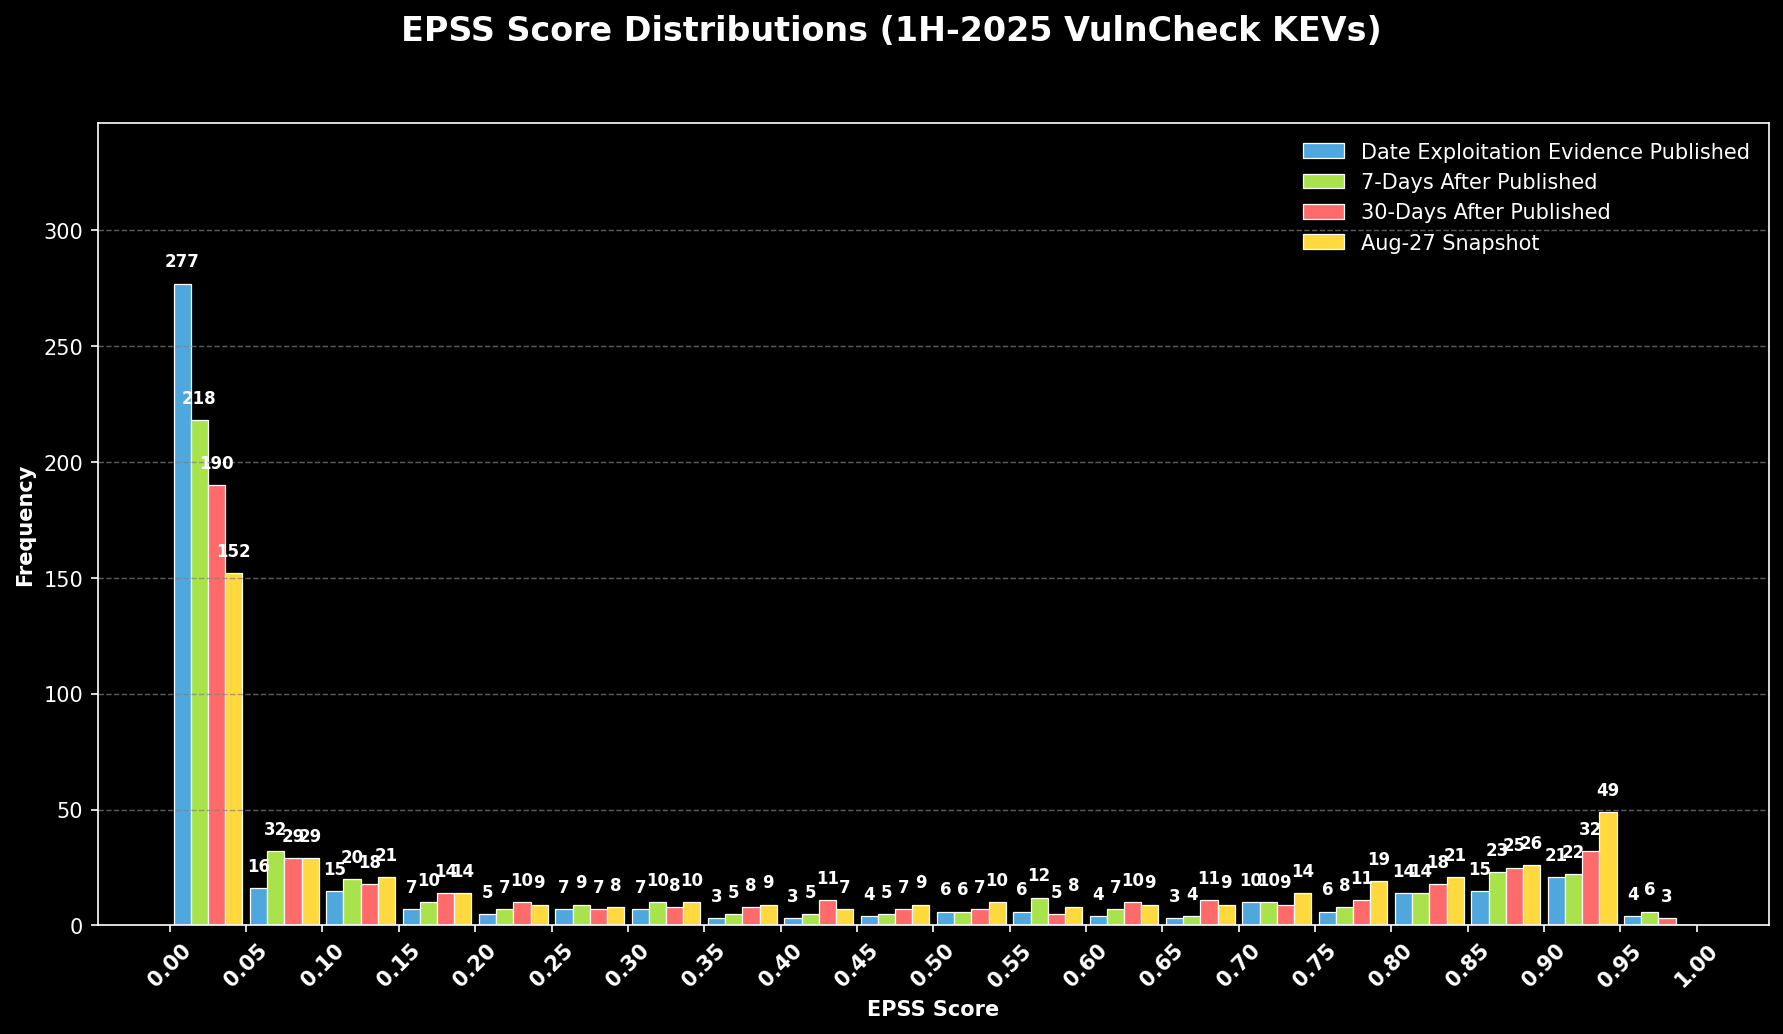 EPSS Score Distributions (1H-2025 VulnCheck KEVs)
Date Exploitation Evidence Published
7-Days After Published
30-Days After Published
Aug-27 Snapshot
Frequency
300
250
200
150
100
50
0
277 218 190 152
16 32 29 29
15 20 18 21
7 10 14 14
5 7 10 9
7 9 7 8
7 10 8 10
3 5 8 9
3 5 11 7
4 5 7 9
6 6 7 10
6 12 5 8
4 7 10 9
3 4 11 9
10 10 9 14
6 8 11 19
14 14 18 21
15 23 25 26
21 22 32 49
4 6 3
0.00 0.05 0.10 0.15 0.20 0.25 0.30 0.35 0.40 0.45 0.50 0.55 0.60 0.65 0.70 0.75 0.80 0.85 0.90 0.95 1.00
EPSS Score